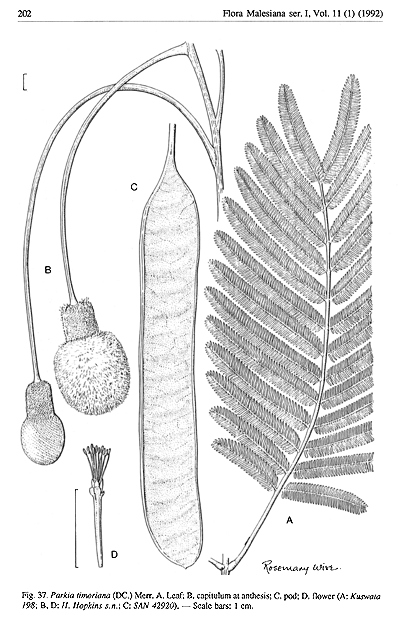 202
Flora Malesiana ser. I, Vol. 11 (1) (1992)
C
B
D
A
Rosemary Wise
Fig. 37. Parkia timoriana (DC.) Merr. A. Leaf; B. capitulum at anthesis; C. pod; D. flower (A: Kuswata
198; B, D: H. Hopkins s.n.; C: SAN 42920). — Scale bars: 1 cm.